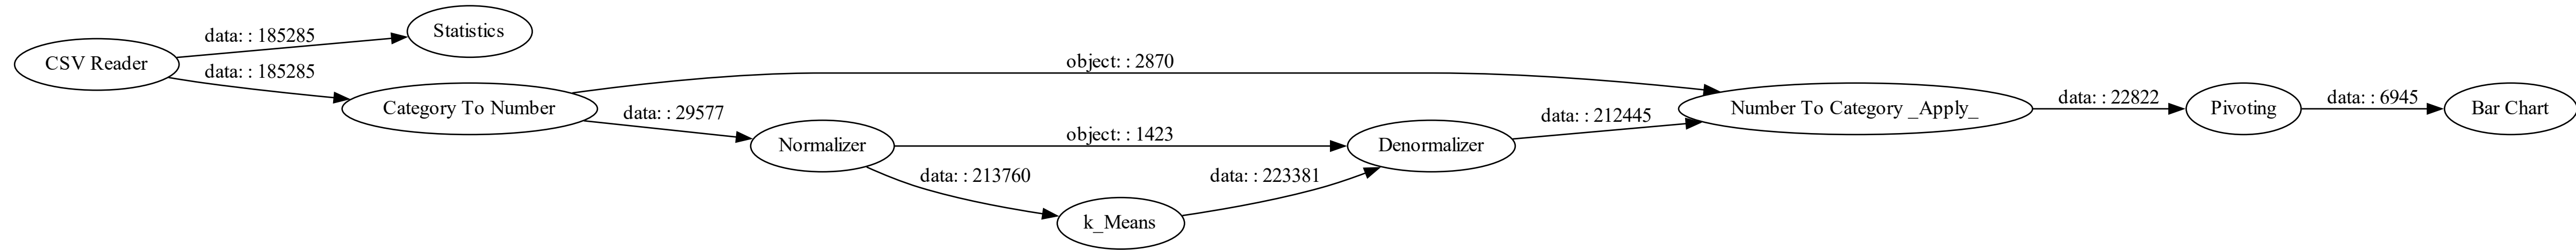 CSV Reader
data: : 185285
Statistics
data: : 185285
Category To Number
object: : 2870
data: : 29577
Normalizer
object: : 1423
data: : 213760
k_Means
data: : 223381
Denormalizer
data: : 212445
Number To Category _Apply_
data: : 22822
Pivoting
data: : 6945
Bar Chart